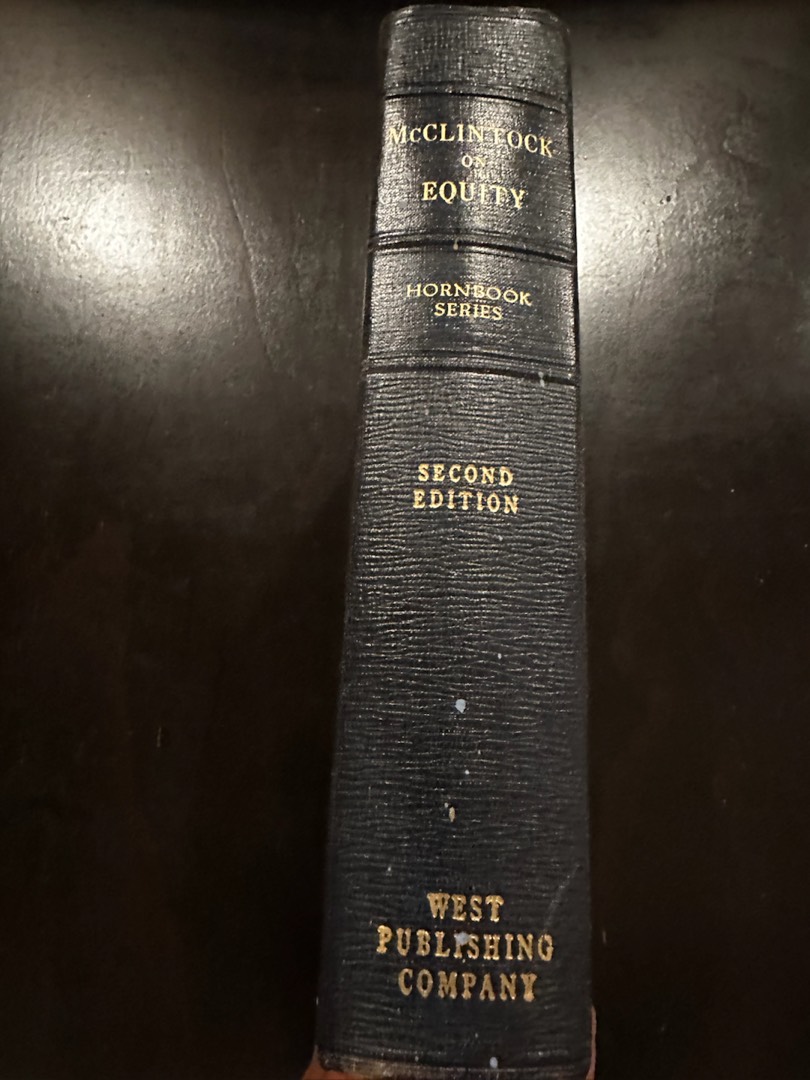 McCLINTOCK
ON
EQUITY
HORNBOOK
SERIES
SECOND
EDITION
WEST
PUBLISHING
COMPANY